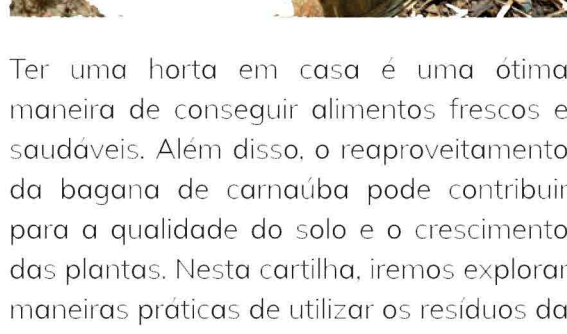 Ter uma horta em casa é uma ótima
maneira de conseguir alimentos frescos e
saudáveis. Além disso, o reaproveitamento
da bagana de carnaúba pode contribuir
para a qualidade do solo e o crescimento
das plantas. Nesta cartilha, iremos explorar
maneiras práticas de utilizar os resíduos da